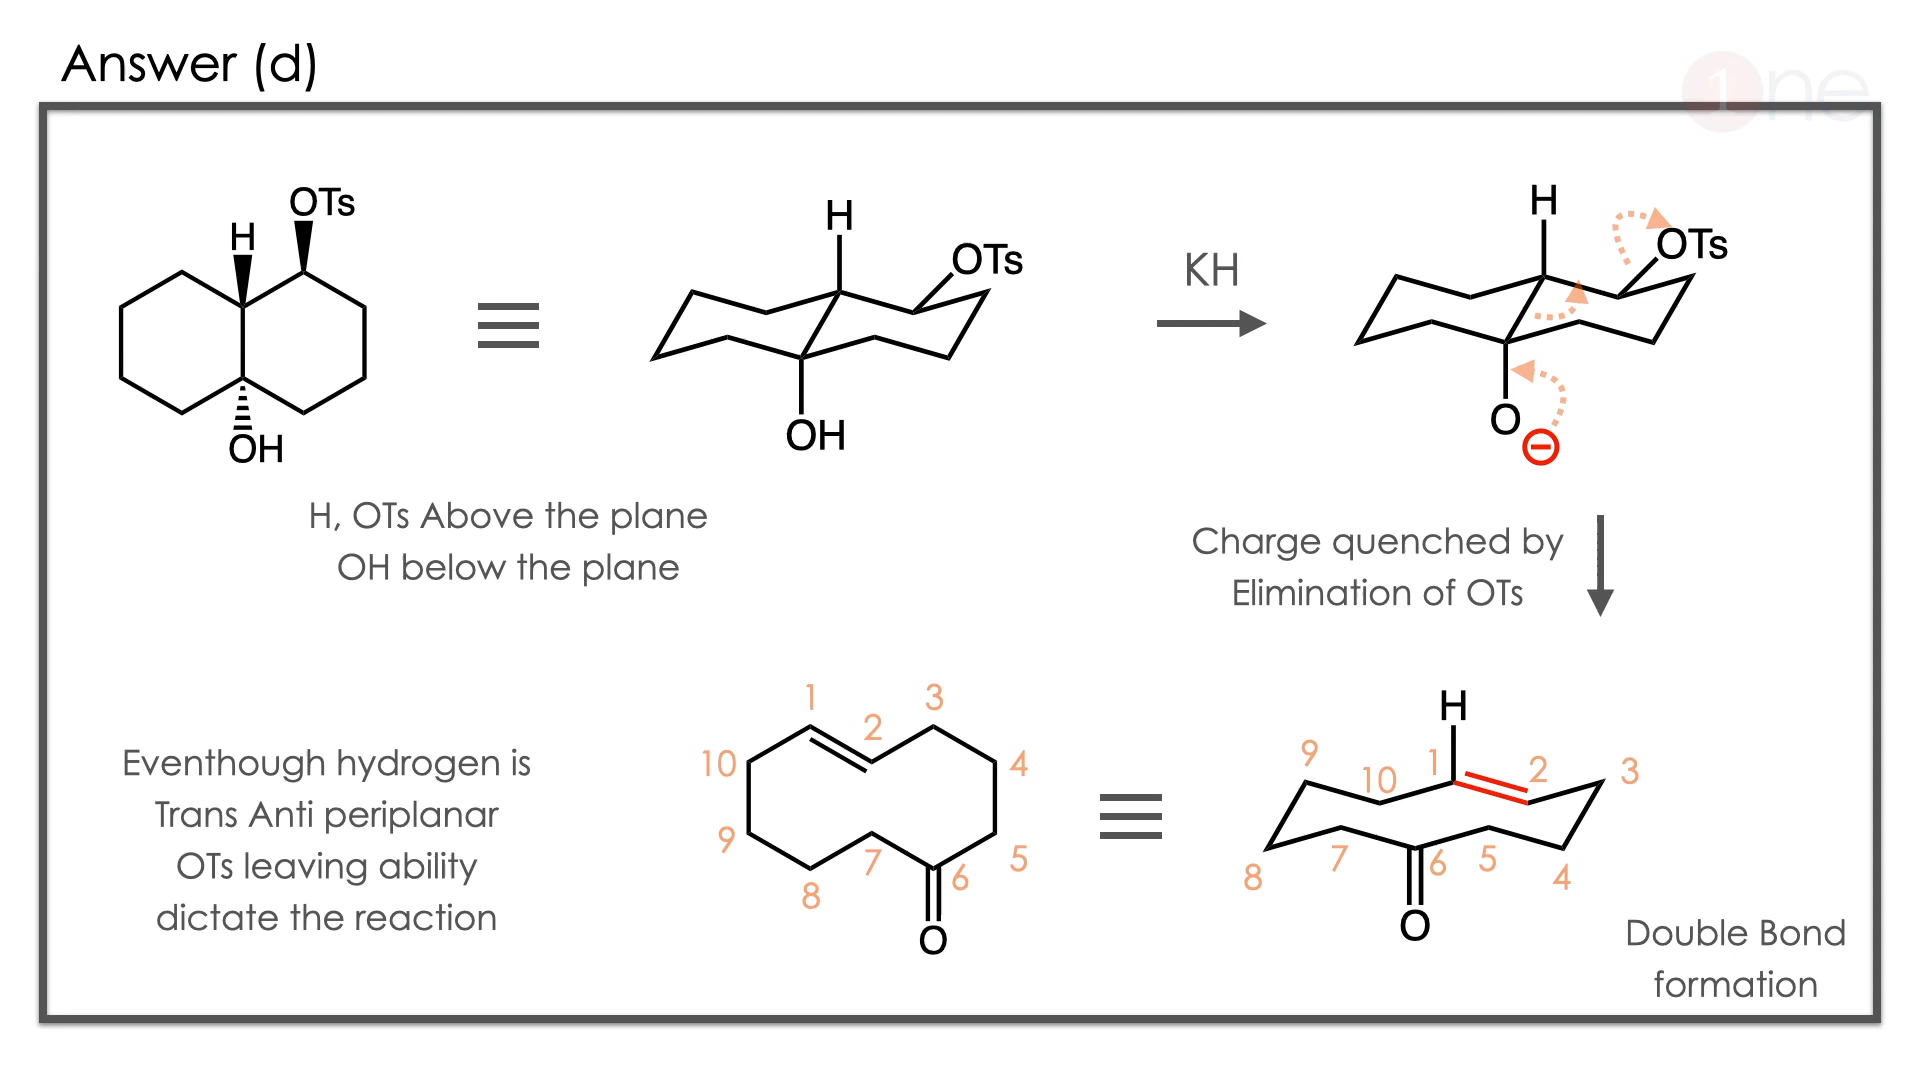 Answer (d)
1ne
OTs
H
OH
H
OTs
OH
KH
H
OTs
O
⊖
H, OTs Above the plane
OH below the plane
Charge quenched by
Elimination of OTs
Eventhough hydrogen is
Trans Anti periplanar
OTs leaving ability
dictate the reaction
1
2
3
4
5
6
7
8
9
10
O
H
1
2
3
4
5
6
7
8
9
10
O
Double Bond
formation